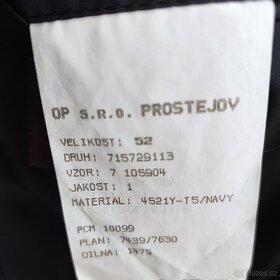 OP S.R.O. PROSTEJOV
VELIKOST: 52
DRUH: 715729113
VZOR: 7 105904
JAKOST: 1
MATERIAL: 4521Y-T5/NAVY
PCM 10099
PLAN: 7439/7630
DILNA: 1475